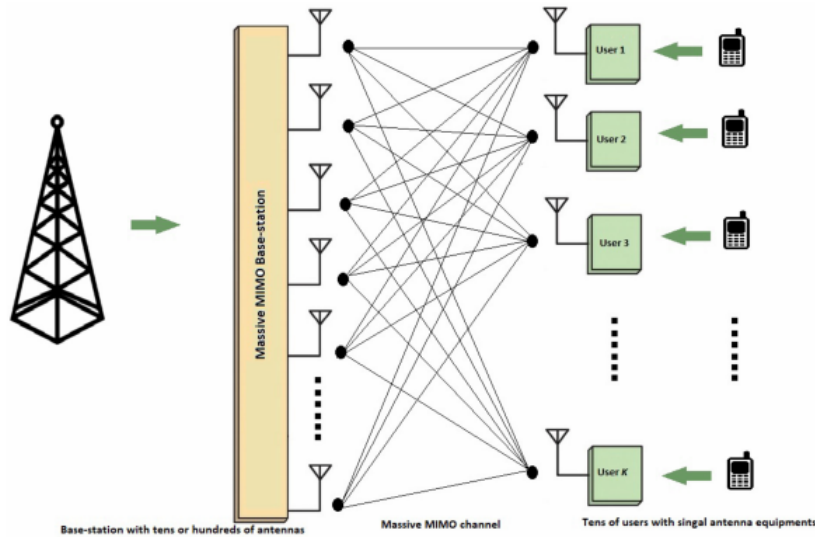 Massive MIMO Base-station
User 1
User 2
User 3
User K
Base-station with tens or hundreds of antennas
Massive MIMO channel
Tens of users with singal antenna equipments